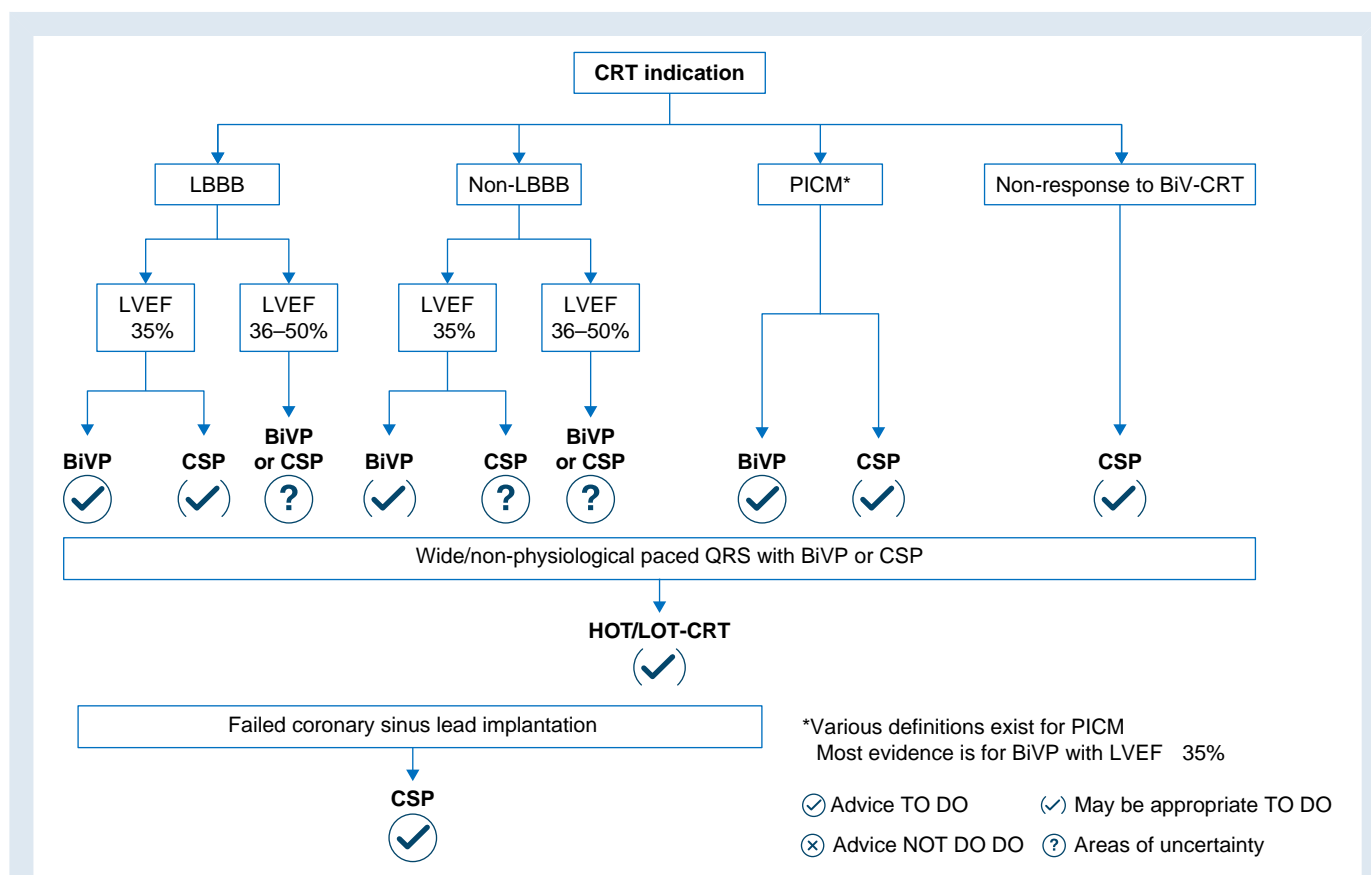 CRT indication
LBBB
Non-LBBB
PICM*
Non-response to BiV-CRT
LVEF
35%
LVEF
36–50%
LVEF
35%
LVEF
36–50%
BiVP
CSP
BiVP
or CSP
?
BiVP
CSP
?
BiVP
or CSP
?
BiVP
CSP
CSP
Wide/non-physiological paced QRS with BiVP or CSP
HOT/LOT-CRT
Failed coronary sinus lead implantation
CSP
*Various definitions exist for PICM
Most evidence is for BiVP with LVEF 35%
Advice TO DO
May be appropriate TO DO
Advice NOT DO DO
? Areas of uncertainty